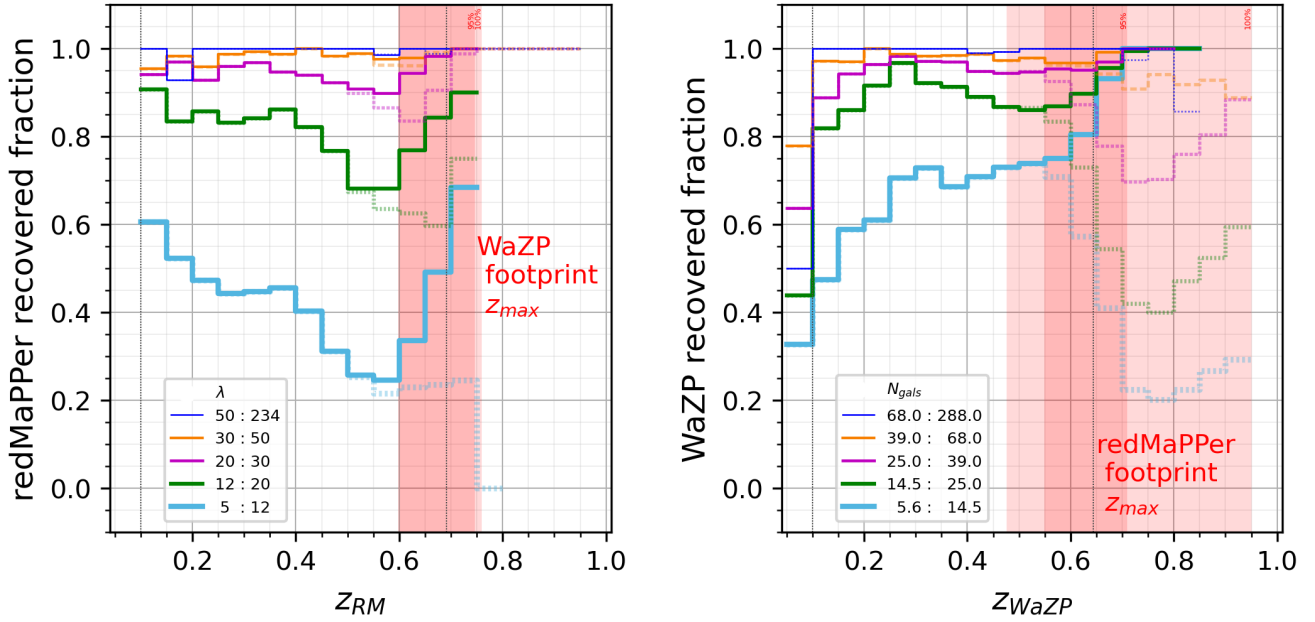 redMaPPer recovered fraction
1.0
0.8
0.6
0.4
0.2
0.0
95%
100%
WaZP
footprint
z_max
λ
50 : 234
30 : 50
20 : 30
12 : 20
5 : 12
0.2
0.4
0.6
0.8
1.0
z_RM
WaZP recovered fraction
1.0
0.8
0.6
0.4
0.2
0.0
95%
100%
redMaPPer
footprint
z_max
N_gals
68.0 : 288.0
39.0 : 68.0
25.0 : 39.0
14.5 : 25.0
5.6 : 14.5
0.2
0.4
0.6
0.8
1.0
z_WaZP